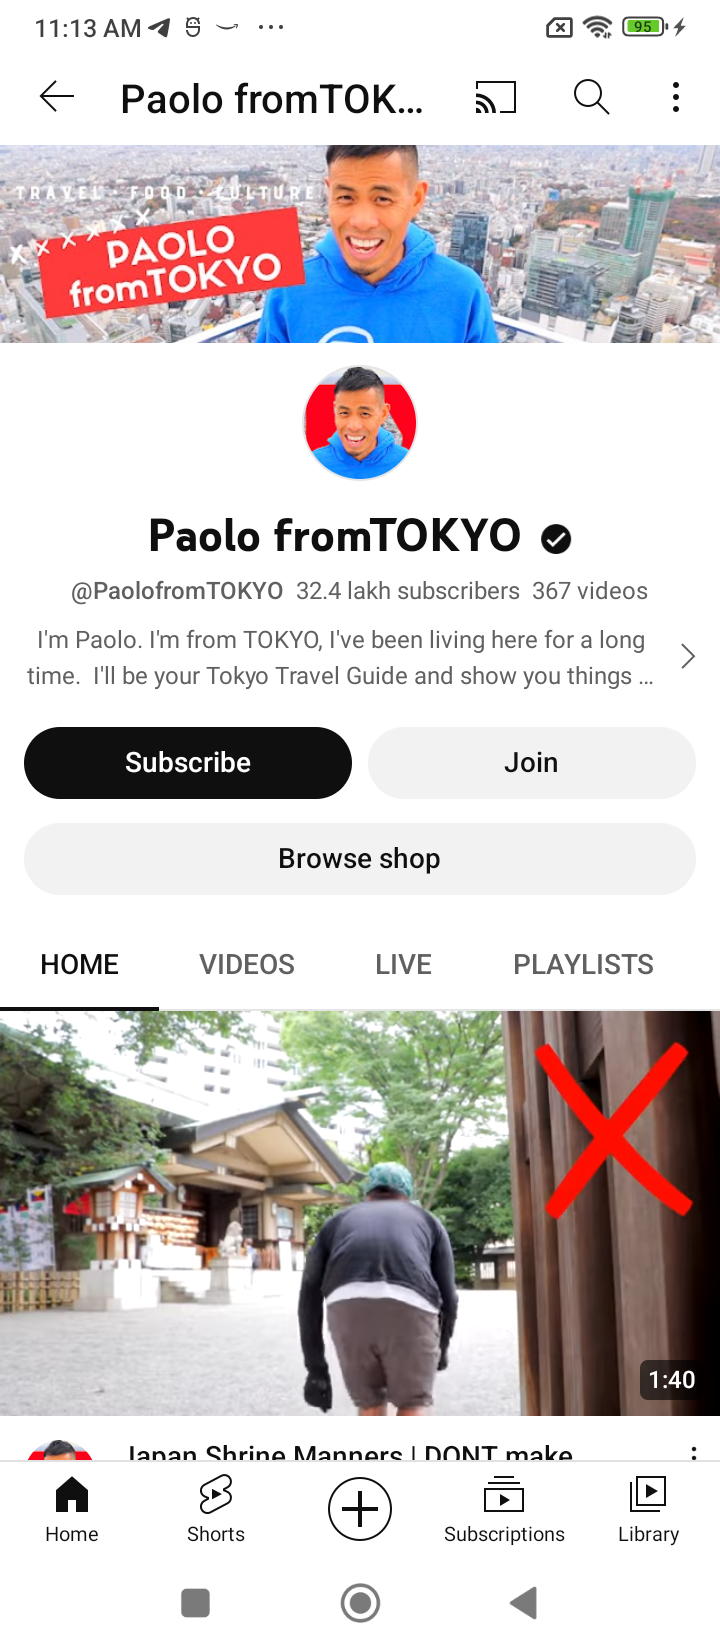 11:13 AM
95
Paolo fromTOK...
TRAVEL · FOOD · CULTURE
PAOLO
fromTOKYO
Paolo fromTOKYO
@PaolofromTOKYO 32.4 lakh subscribers 367 videos
I'm Paolo. I'm from TOKYO, I've been living here for a long
time. I'll be your Tokyo Travel Guide and show you things ...
Subscribe
Join
Browse shop
HOME
VIDEOS
LIVE
PLAYLISTS
1:40
Japan Shrine Manners | DONT make
Home
Shorts
Subscriptions
Library